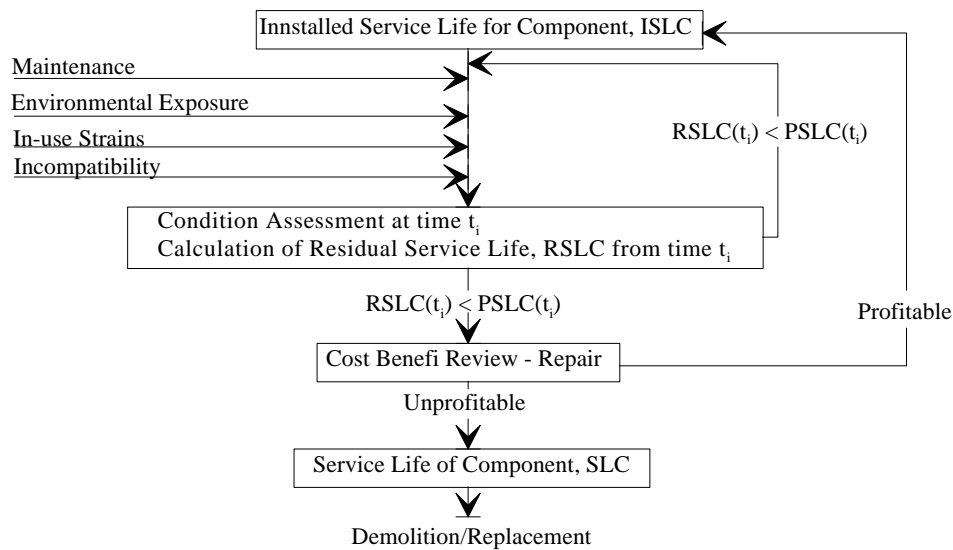 Innstalled Service Life for Component, ISLC
Maintenance
Environmental Exposure
In-use Strains
Incompatibility
RSLC(ti) < PSLC(ti)
Condition Assessment at time ti
Calculation of Residual Service Life, RSLC from time ti
RSLC(ti) < PSLC(ti)
Profitable
Cost Benefi Review - Repair
Unprofitable
Service Life of Component, SLC
Demolition/Replacement